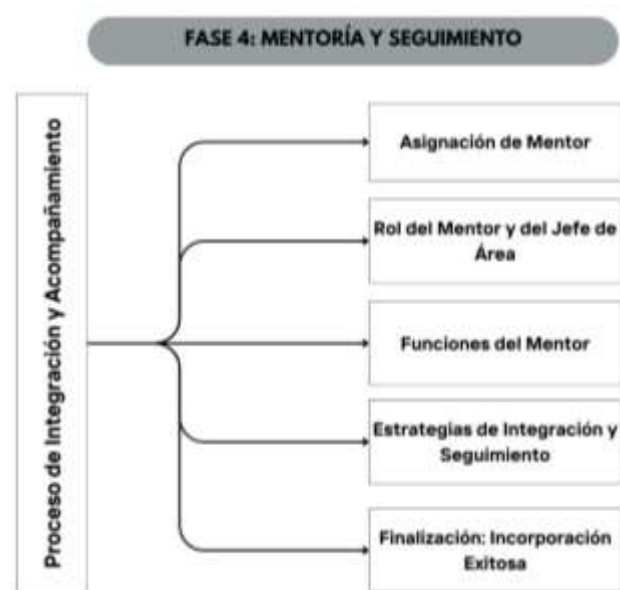 FASE 4: MENTORÍA Y SEGUIMIENTO
Proceso de Integración y Acompañamiento
Asignación de Mentor
Rol del Mentor y del Jefe de
Área
Funciones del Mentor
Estrategias de Integración y
Seguimiento
Finalización: Incorporación
Exitosa